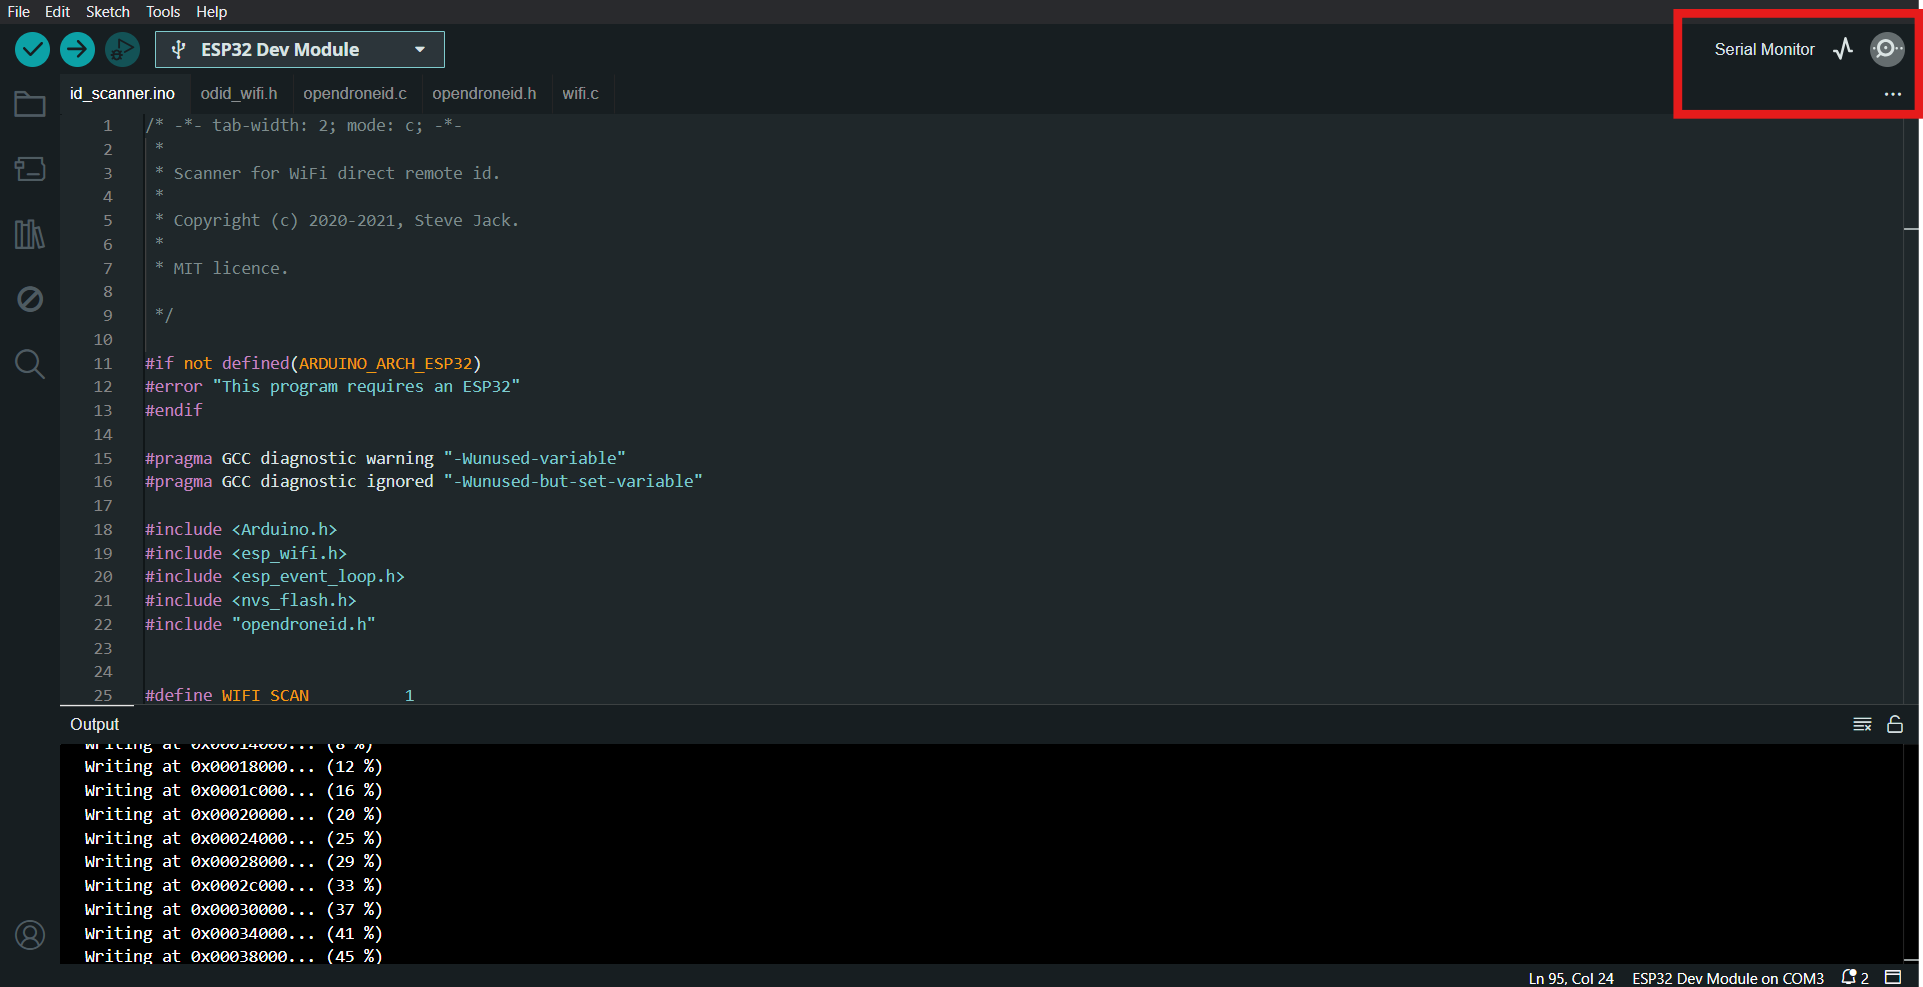 File Edit Sketch Tools Help
ESP32 Dev Module
Serial Monitor
id_scanner.ino odid_wifi.h opendroneid.c opendroneid.h wifi.c
1 /* -*- tab-width: 2; mode: c; -*-
2 *
3 * Scanner for WiFi direct remote id.
4 *
5 * Copyright (c) 2020-2021, Steve Jack.
6 *
7 * MIT licence.
8
9 */
10
11 #if not defined(ARDUINO_ARCH_ESP32)
12 #error "This program requires an ESP32"
13 #endif
14
15 #pragma GCC diagnostic warning "-Wunused-variable"
16 #pragma GCC diagnostic ignored "-Wunused-but-set-variable"
17
18 #include <Arduino.h>
19 #include <esp_wifi.h>
20 #include <esp_event_loop.h>
21 #include <nvs_flash.h>
22 #include "opendroneid.h"
23
24
25 #define WIFI_SCAN 1
Output
Writing at 0x00014000... (8 %)
Writing at 0x00018000... (12 %)
Writing at 0x0001c000... (16 %)
Writing at 0x00020000... (20 %)
Writing at 0x00024000... (25 %)
Writing at 0x00028000... (29 %)
Writing at 0x0002c000... (33 %)
Writing at 0x00030000... (37 %)
Writing at 0x00034000... (41 %)
Writing at 0x00038000... (45 %)
Ln 95, Col 24 ESP32 Dev Module on COM3 2